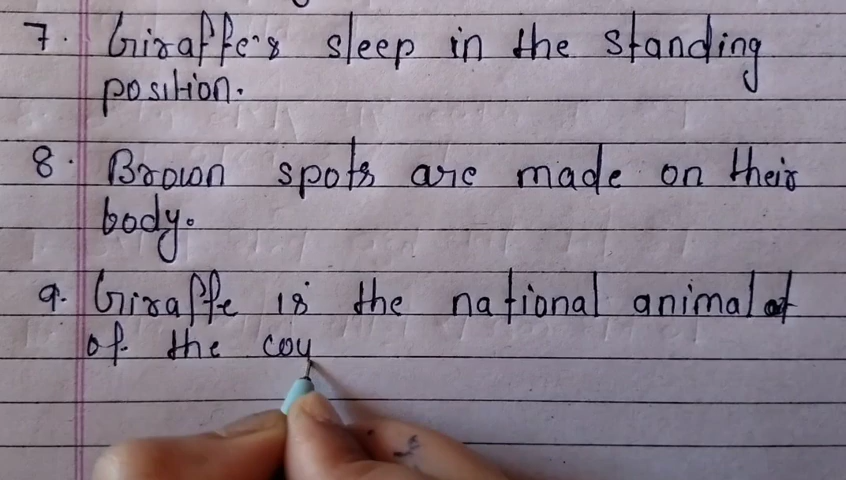 7. Giraffe's sleep in the standing
position.
8. Brown spots are made on their
body.
9. Giraffe is the national animal of
of the cou